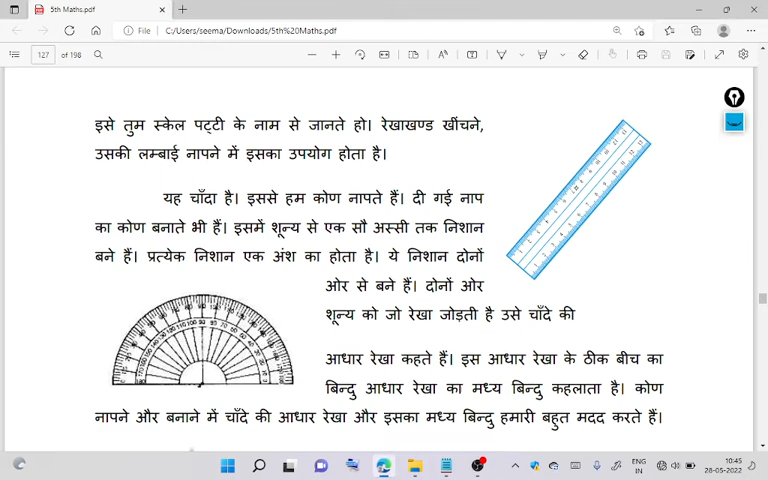 5th Maths.pdf
File C:/Users/seema/Downloads/5th%20Maths.pdf
127 of 198
इसे तुम स्केल पट्टी के नाम से जानते हो। रेखाखण्ड खींचने,
उसकी लम्बाई नापने में इसका उपयोग होता है।
यह चाँदा है। इससे हम कोण नापते हैं। दी गई नाप
का कोण बनाते भी हैं। इसमें शून्य से एक सौ अस्सी तक निशान
बने हैं। प्रत्येक निशान एक अंश का होता है। ये निशान दोनों
ओर से बने हैं। दोनों ओर
शून्य को जो रेखा जोड़ती है उसे चाँदे की
आधार रेखा कहते हैं। इस आधार रेखा के ठीक बीच का
बिन्दु आधार रेखा का मध्य बिन्दु कहलाता है। कोण
नापने और बनाने में चाँदे की आधार रेखा और इसका मध्य बिन्दु हमारी बहुत मदद करते हैं।
ENG
IN
10:45
28-05-2022